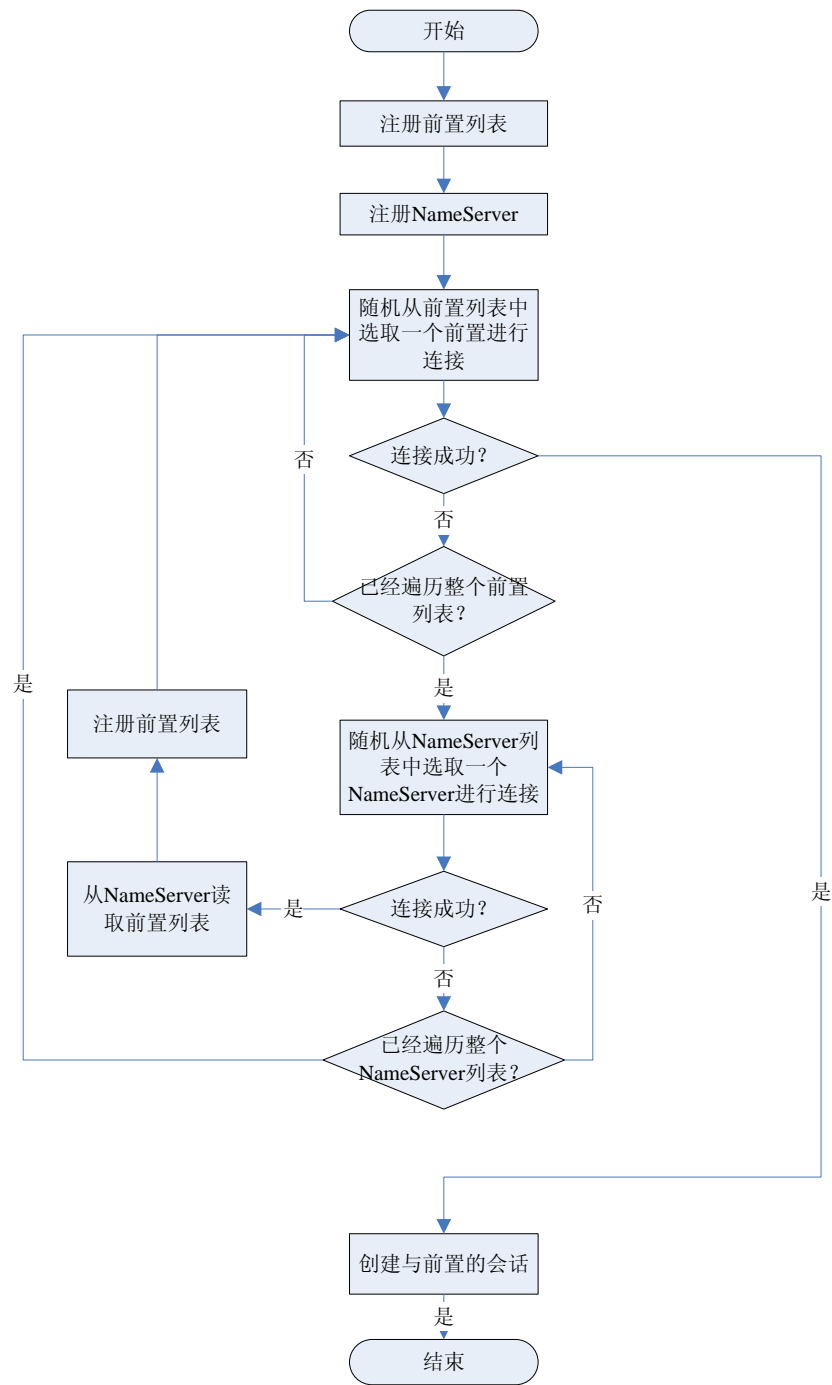 开始
注册前置列表
注册NameServer
随机从前置列表中
选取一个前置进行
连接
连接成功?
否
否
已经遍历整个前置
列表?
是
是
注册前置列表
随机从NameServer列
表中选取一个
NameServer进行连接
从NameServer读
取前置列表
是
连接成功?
否
是
否
已经遍历整个
NameServer列表?
创建与前置的会话
是
结束